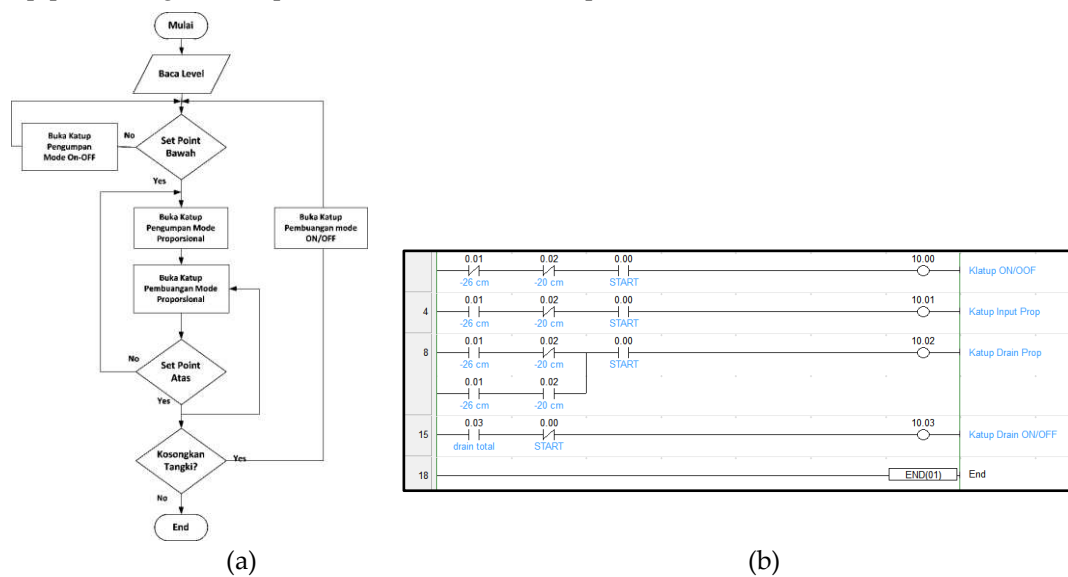 Mulai
Baca Level
Buka Katup
Pengumpan
Mode On-OFF
No
Set Point
Bawah
Yes
Buka Katup
Pengumpan Mode
Proporsional
Buka Katup
Pembuangan mode
ON/OFF
Buka Katup
Pembuangan Mode
Proporsional
No
Set Point
Atas
Yes
Kosongkan
Tangki?
Yes
No
End
(a)
0.01 0.02 0.00 10.00
Klatup ON/OOF
-26 cm -20 cm START
4 0.01 0.02 0.00 10.01
Katup Input Prop
-26 cm -20 cm START
8 0.01 0.02 0.00 10.02
Katup Drain Prop
-26 cm -20 cm START
0.01 0.02
-26 cm -20 cm
15 0.03 0.00 10.03
Katup Drain ON/OFF
drain total START
18 END(01) End
(b)